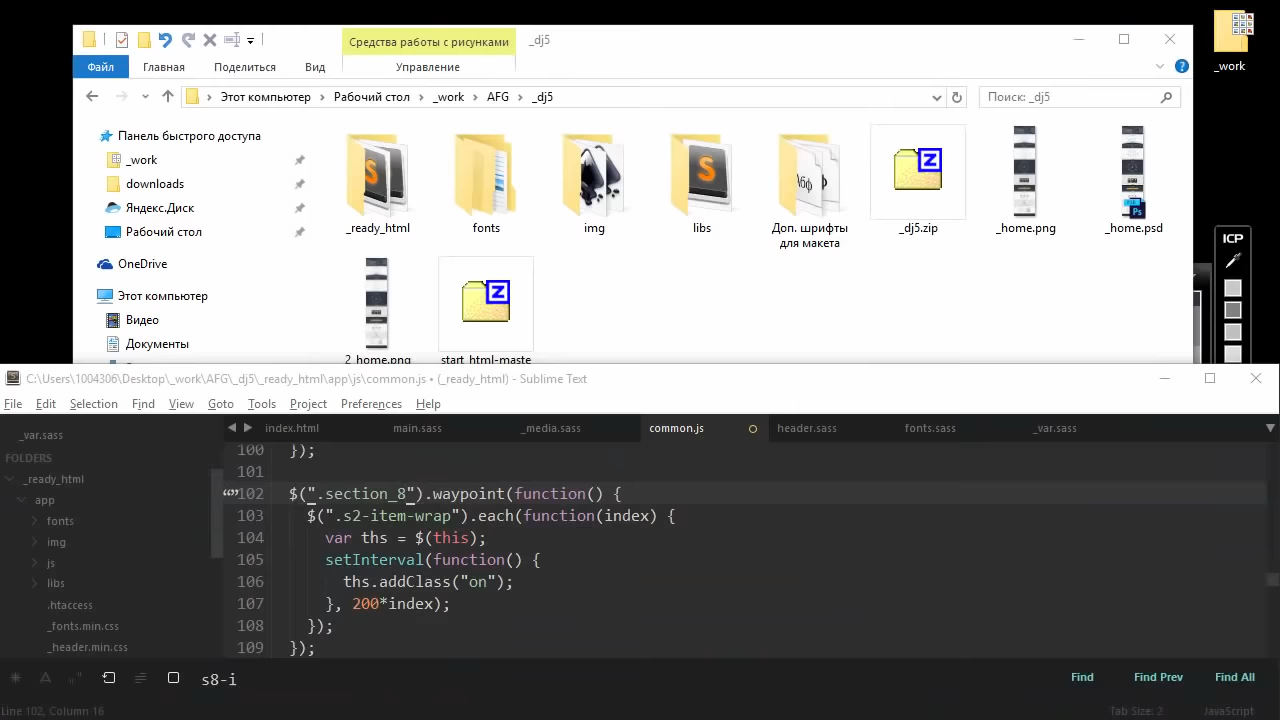 Средства работы с рисунками
_dj5
Файл
Главная
Поделиться
Вид
Управление
_work
Этот компьютер
Рабочий стол
_work
AFG
_dj5
Поиск: _dj5
Панель быстрого доступа
_work
downloads
Яндекс.Диск
Рабочий стол
OneDrive
Этот компьютер
Видео
Документы
_ready_html
fonts
img
libs
Доп. шрифты
для макета
_dj5.zip
_home.png
_home.psd
2_home.png
start_html-maste
ICP
C:\Users\1004306\Desktop\_work\AFG\_dj5\_ready_html\app\js\common.js • (_ready_html) - Sublime Text
File Edit Selection Find View Goto Tools Project Preferences Help
_var.sass
FOLDERS
_ready_html
app
fonts
img
js
libs
.htaccess
_fonts.min.css
_header.min.css
index.html main.sass _media.sass common.js header.sass fonts.sass _var.sass
100 });
101
102 $(".section_8").waypoint(function() {
103 $(".s2-item-wrap").each(function(index) {
104 var ths = $(this);
105 setInterval(function() {
106 ths.addClass("on");
107 }, 200*index);
108 });
109 });
s8-i
Find Find Prev Find All
Line 102, Column 16
Tab Size: 2
JavaScript